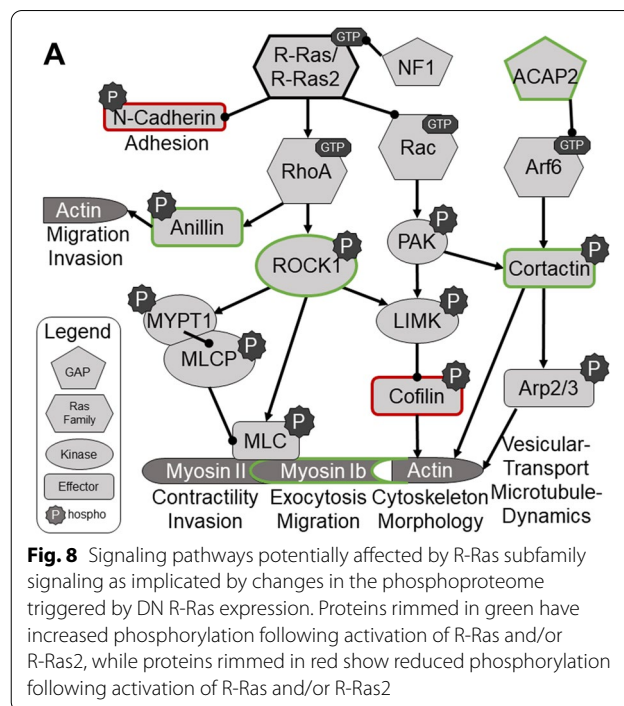 A
R-Ras/
R-Ras2
GTP
NF1
ACAP2
P
N-Cadherin
Adhesion
RhoA
GTP
Rac
GTP
Arf6
GTP
Actin
Migration
Invasion
P
Anillin
ROCK1
P
PAK
P
Cortactin
P
P
MYPT1
MLCP
P
LIMK
P
Cofilin
P
Arp2/3
P
MLC
P
Myosin II
Myosin Ib
Actin
Contractility
Invasion
Exocytosis
Migration
Cytoskeleton
Morphology
Vesicular-
Transport
Microtubule-
Dynamics
Legend
GAP
Ras
Family
Kinase
Effector
P hospho
Fig. 8 Signaling pathways potentially affected by R-Ras subfamily
signaling as implicated by changes in the phosphoproteome
triggered by DN R-Ras expression. Proteins rimmed in green have
increased phosphorylation following activation of R-Ras and/or
R-Ras2, while proteins rimmed in red show reduced phosphorylation
following activation of R-Ras and/or R-Ras2